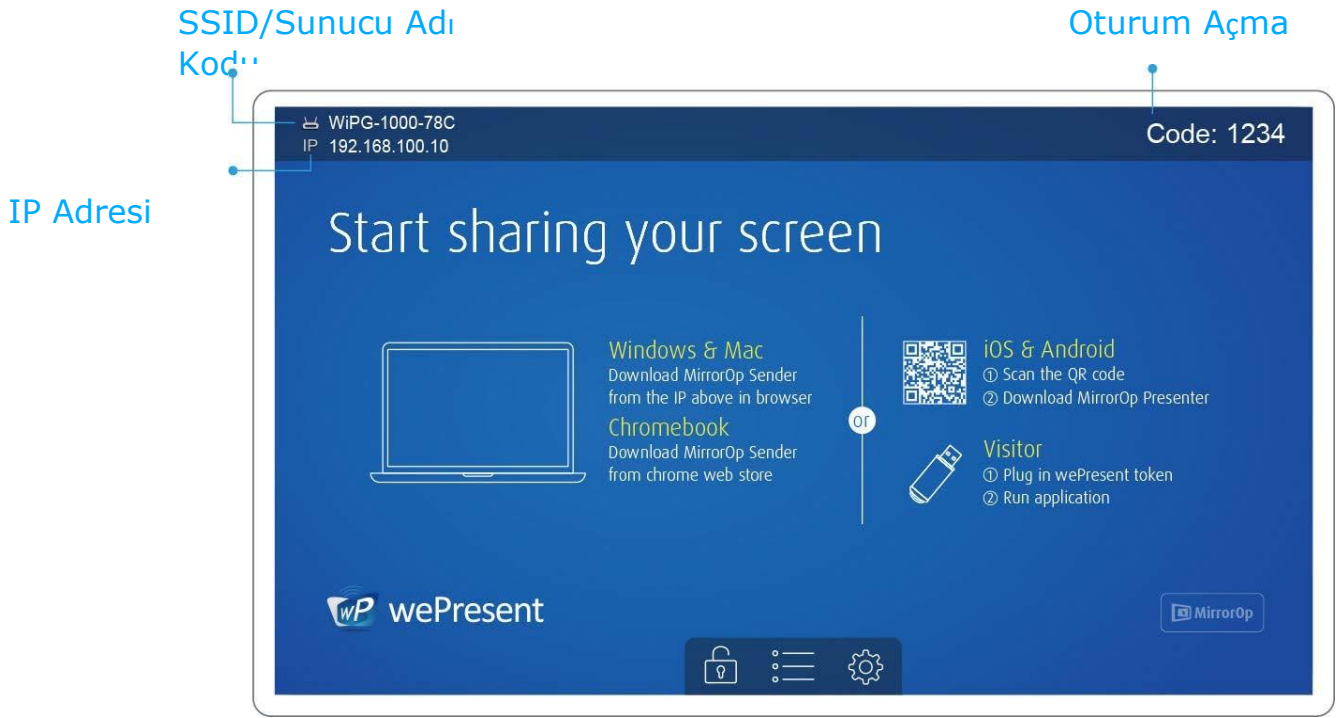 SSID/Sunucu Adı
Kodu
Oturum Açma
WiPG-1000-78C
IP 192.168.100.10
Code: 1234
IP Adresi
Start sharing your screen
Windows & Mac
Download MirrorOp Sender
from the IP above in browser
Chromebook
Download MirrorOp Sender
from chrome web store
or
iOS & Android
① Scan the QR code
② Download MirrorOp Presenter
Visitor
① Plug in wePresent token
② Run application
wP wePresent
MirrorOp